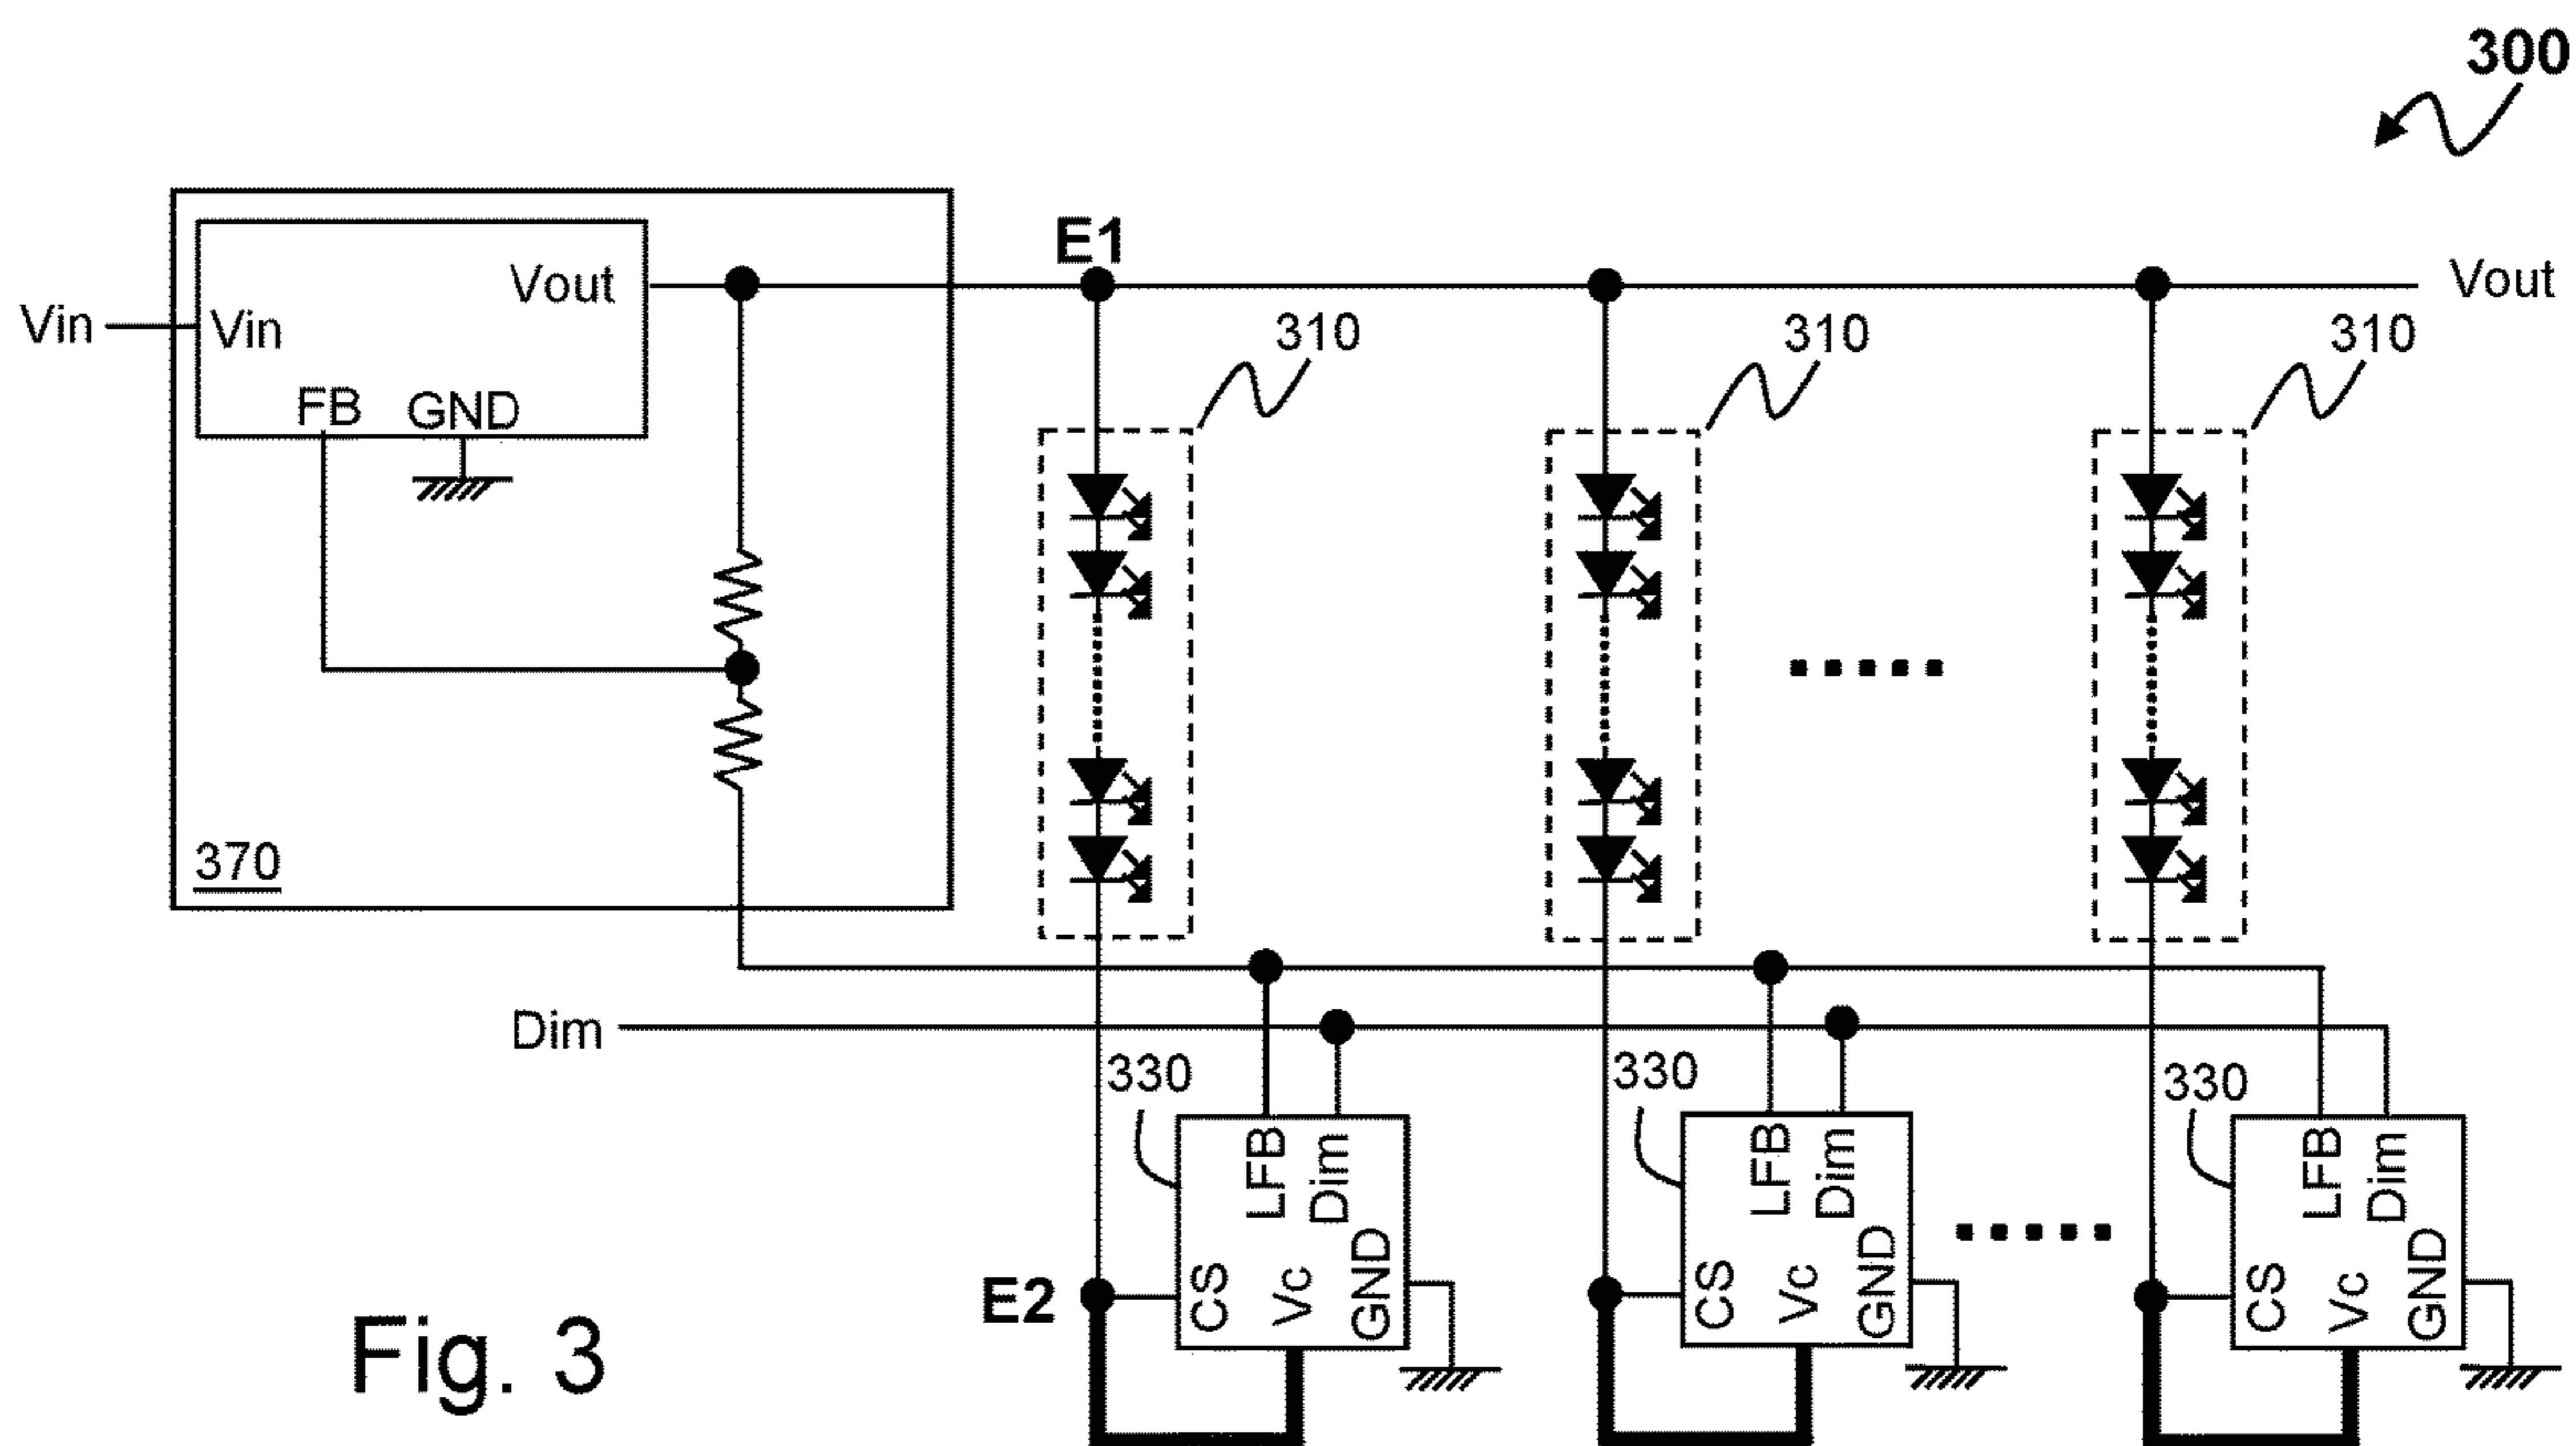 300
E1
Vout
Vout
Vin
Vin
310
310
310
FB
GND
370
Dim
330
330
330
LFB
Dim
CS
Vc
GND
LFB
Dim
CS
Vc
GND
LFB
Dim
CS
Vc
GND
E2
Fig. 3